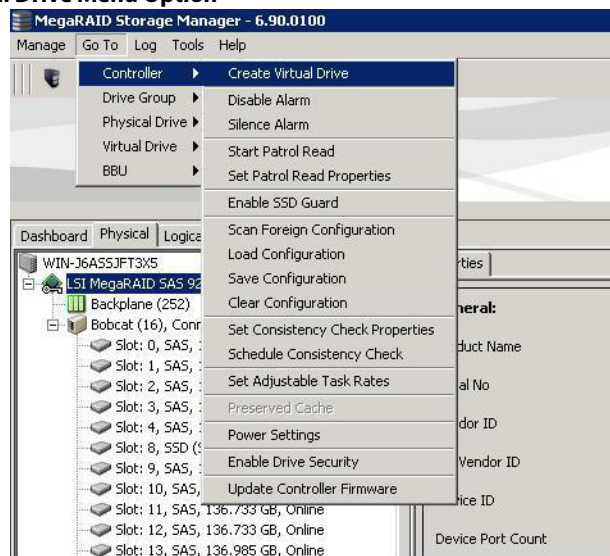 Drive Menu Option
MegaRAID Storage Manager - 6.90.0100
Manage Go To Log Tools Help
Controller
Drive Group
Physical Drive
Virtual Drive
BBU
Create Virtual Drive
Disable Alarm
Silence Alarm
Start Patrol Read
Set Patrol Read Properties
Enable SSD Guard
Scan Foreign Configuration
Load Configuration
Save Configuration
Clear Configuration
Set Consistency Check Properties
Schedule Consistency Check
Set Adjustable Task Rates
Preserved Cache
Power Settings
Enable Drive Security
Update Controller Firmware
Dashboard Physical Logica
WIN-J6ASSJFT3X5
LSI MegaRAID SAS 92
Backplane (252)
Bobcat (16), Conr
Slot: 0, SAS, 
Slot: 1, SAS, 
Slot: 2, SAS, 
Slot: 3, SAS, 
Slot: 4, SAS, 
Slot: 8, SSD (S
Slot: 9, SAS, 
Slot: 10, SAS,
Slot: 11, SAS, 136.733 GB, Online
Slot: 12, SAS, 136.733 GB, Online
Slot: 13, SAS, 136.985 GB, Online
rties
neral:
duct Name
al No
dor ID
Vendor ID
ice ID
Device Port Count